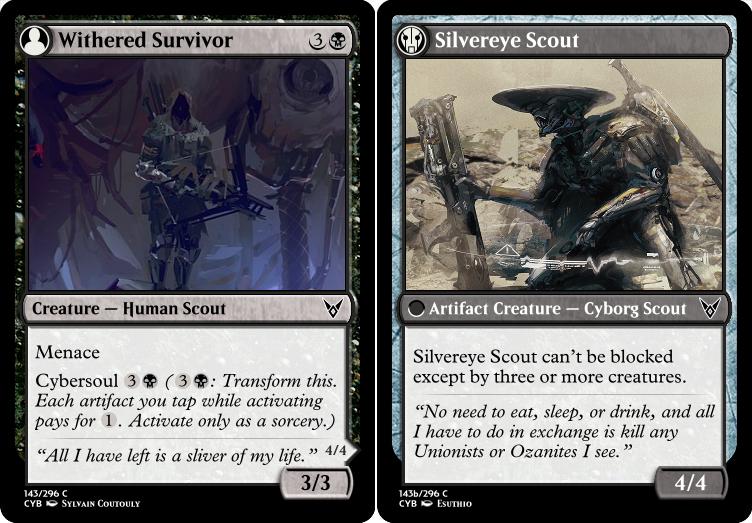 Withered Survivor 3
Creature — Human Scout
Menace
Cybersoul 3 ( 3 : Transform this.
Each artifact you tap while activating
pays for 1 . Activate only as a sorcery.)
“All I have left is a sliver of my life.” 4/4
3/3
143/296 C
CYB Sylvain Coutouly
Silvereye Scout
Artifact Creature — Cyborg Scout
Silvereye Scout can’t be blocked
except by three or more creatures.
“No need to eat, sleep, or drink, and all
I have to do in exchange is kill any
Unionists or Ozanites I see.”
4/4
143b/296 C
CYB Esuthio